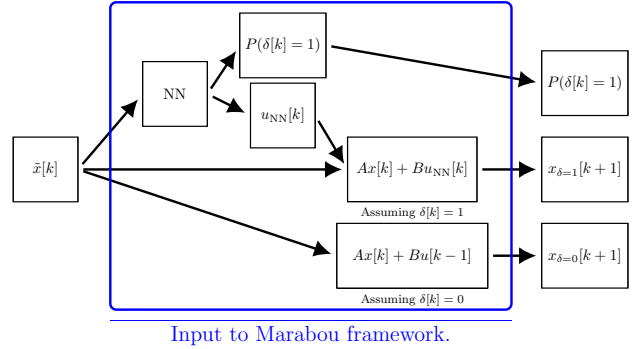 P(δ[k] = 1)
NN
P(δ[k] = 1)
u_NN[k]
x̃[k]
Ax[k] + Bu_NN[k]
x_δ=1[k + 1]
Assuming δ[k] = 1
Ax[k] + Bu[k − 1]
x_δ=0[k + 1]
Assuming δ[k] = 0
Input to Marabou framework.